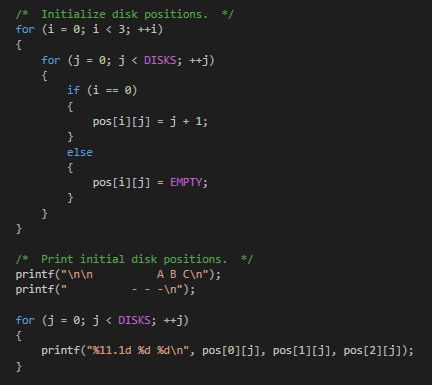 /*  Initialize disk positions.  */
for (i = 0; i < 3; ++i)
{
    for (j = 0; j < DISKS; ++j)
    {
        if (i == 0)
        {
            pos[i][j] = j + 1;
        }
        else
        {
            pos[i][j] = EMPTY;
        }
    }
}

/*  Print initial disk positions.  */
printf("\n\n          A B C\n");
printf("          - - -\n");

for (j = 0; j < DISKS; ++j)
{
    printf("%11.1d %d %d\n", pos[0][j], pos[1][j], pos[2][j]);
}